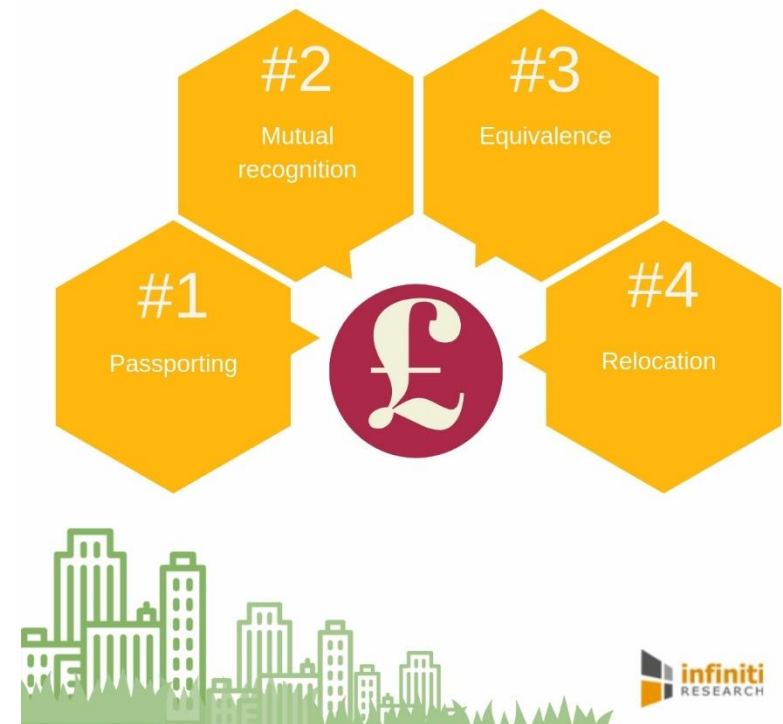 #1
Passporting
#2
Mutual
recognition
#3
Equivalence
#4
Relocation
£
infiniti
RESEARCH